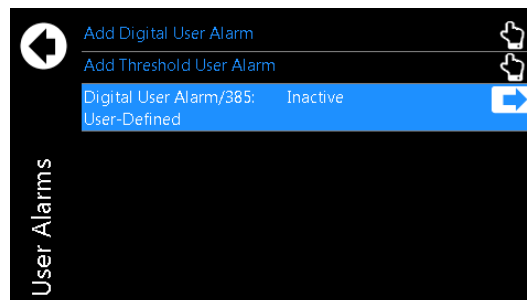 Add Digital User Alarm
Add Threshold User Alarm
Digital User Alarm/385: Inactive
User-Defined
User Alarms